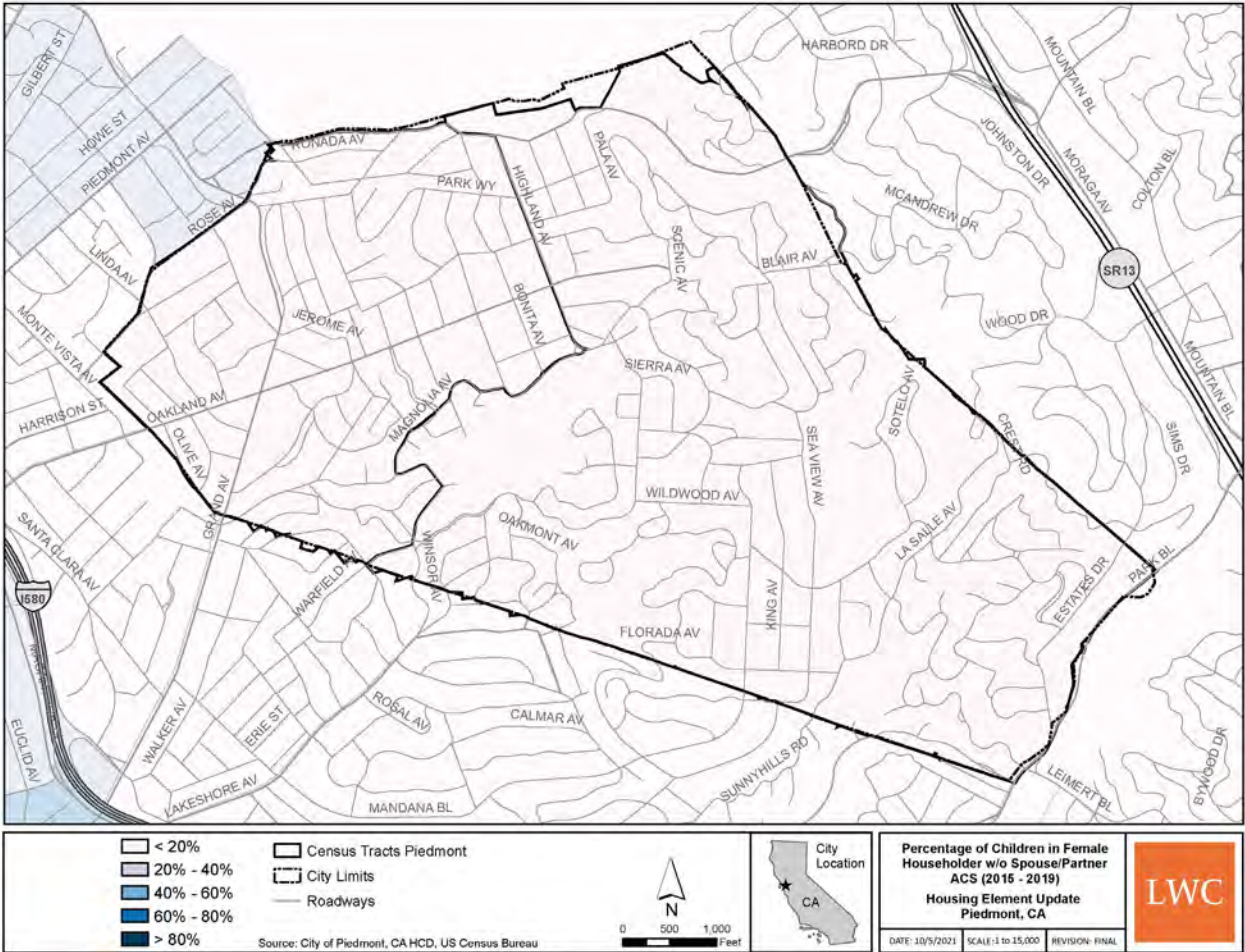 GILBERT ST
HOWE ST
PIEDMONT AV
ROSE AV
LINDA AV
MONTE VISTA AV
HARRISON ST
OAKLAND AV
OLIVE AV
GRAND AV
SANTA CLARA AV
I580
EUCLID AV
WALKER AV
LAKESHORE AV
ERIE ST
ROSAL AV
MANDANA BL
CALMAR AV
WARFIELD AV
WINSOR AV
OAKMONT AV
MAGNOLIA AV
JEROME AV
BONITA AV
HIGHLAND AV
PARK WY
PALA AV
SCENIC AV
BLAIR AV
SIERRA AV
SEA VIEW AV
WILDWOOD AV
KING AV
FLORADA AV
SUNNYHILLS RD
LA SALLE AV
SOTELO AV
CREST RD
ESTATES DR
PARK BL
LEIMERT BL
BYWOOD DR
SIMS DR
WOOD DR
MCANDREW DR
JOHNSTON DR
HARBORD DR
MOUNTAIN BL
MORAGA AV
COLTON BL
SR13
MOUNTAIN BL
< 20%
20% - 40%
40% - 60%
60% - 80%
> 80%
Census Tracts Piedmont
City Limits
Roadways
Source: City of Piedmont, CA HCD, US Census Bureau
N
0 500 1,000
Feet
City
Location
CA
Percentage of Children in Female
Householder w/o Spouse/Partner
ACS (2015 - 2019)
Housing Element Update
Piedmont, CA
DATE: 10/5/2021
SCALE: 1 to 15,000
REVISION: FINAL
LWC